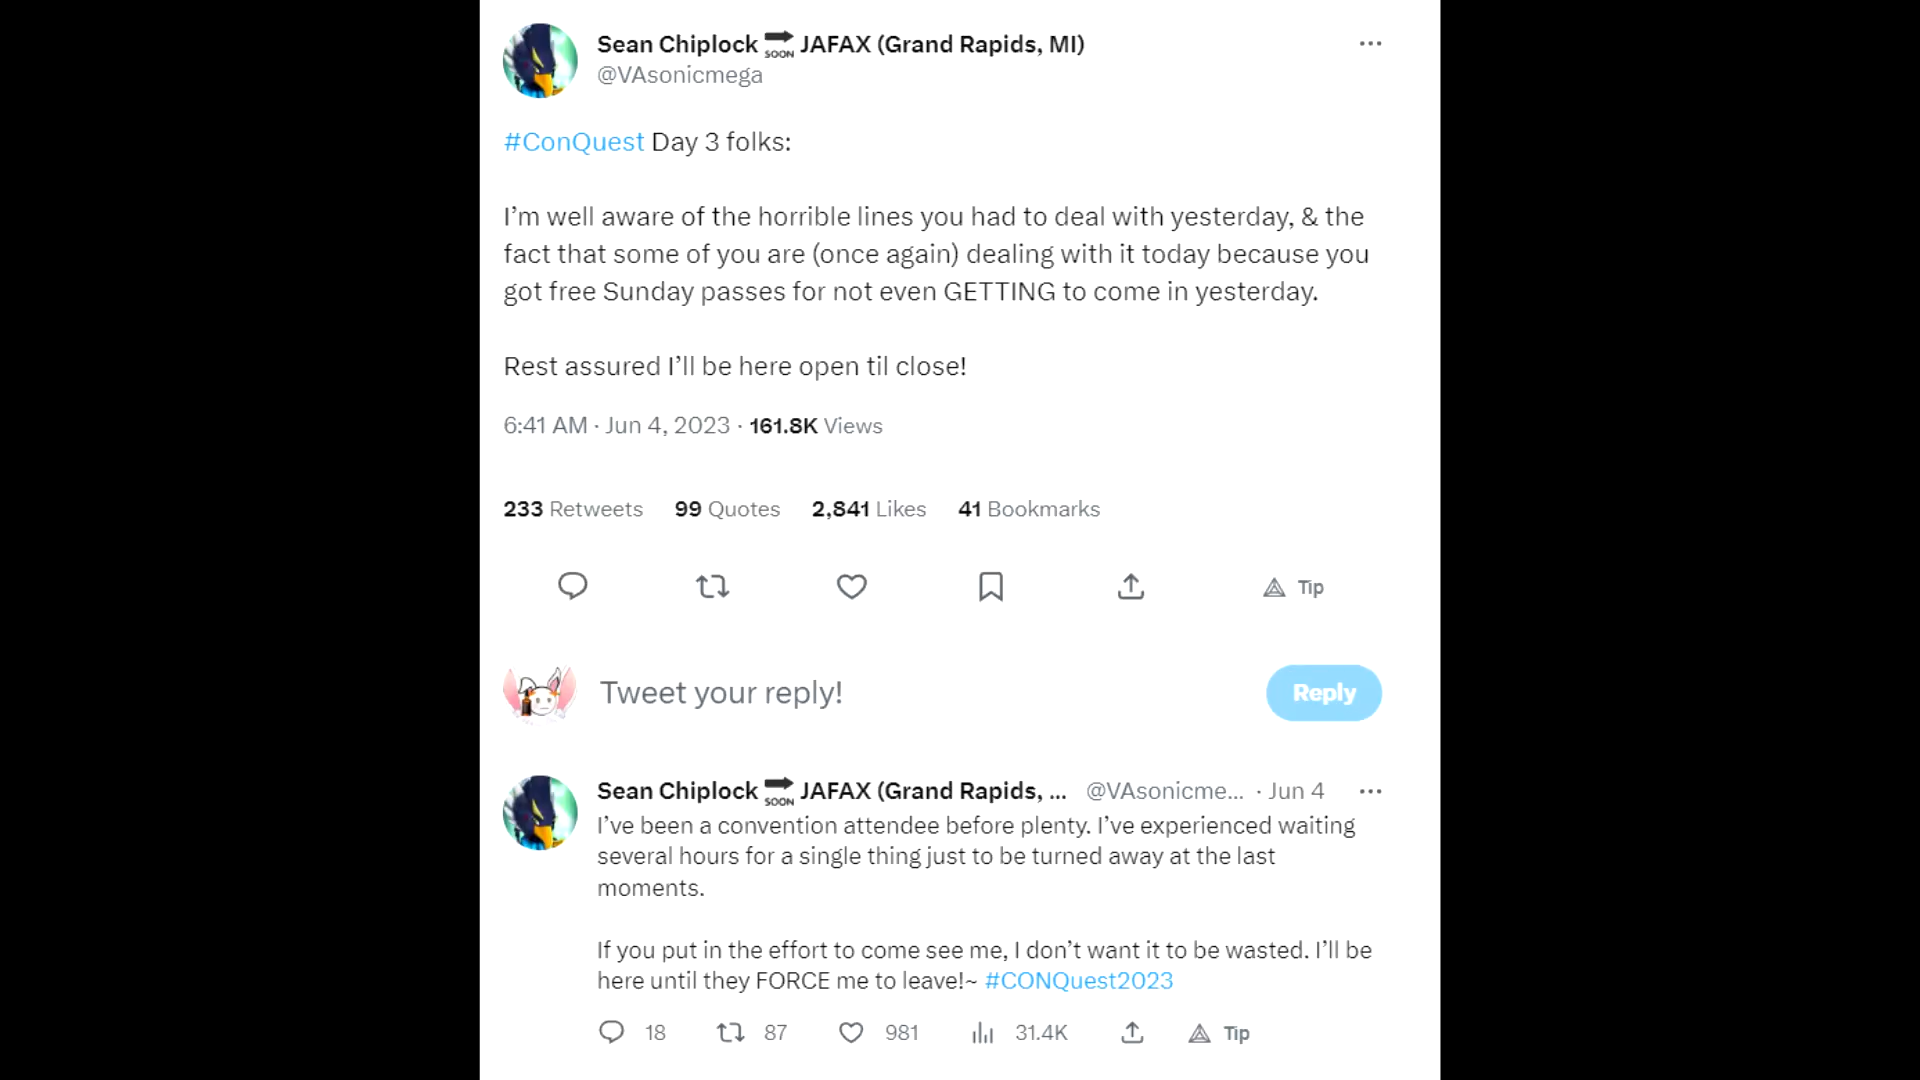 Sean Chiplock SOON JAFAX (Grand Rapids, MI)
@VAsonicmega
#ConQuest Day 3 folks:
I’m well aware of the horrible lines you had to deal with yesterday, & the
fact that some of you are (once again) dealing with it today because you
got free Sunday passes for not even GETTING to come in yesterday.
Rest assured I’ll be here open til close!
6:41 AM · Jun 4, 2023 · 161.8K Views
233 Retweets 99 Quotes 2,841 Likes 41 Bookmarks
Tip
Tweet your reply!
Reply
Sean Chiplock SOON JAFAX (Grand Rapids, ... @VAsonicme... · Jun 4
I’ve been a convention attendee before plenty. I’ve experienced waiting
several hours for a single thing just to be turned away at the last
moments.
If you put in the effort to come see me, I don’t want it to be wasted. I’ll be
here until they FORCE me to leave!~ #CONQuest2023
18 87 981 31.4K Tip